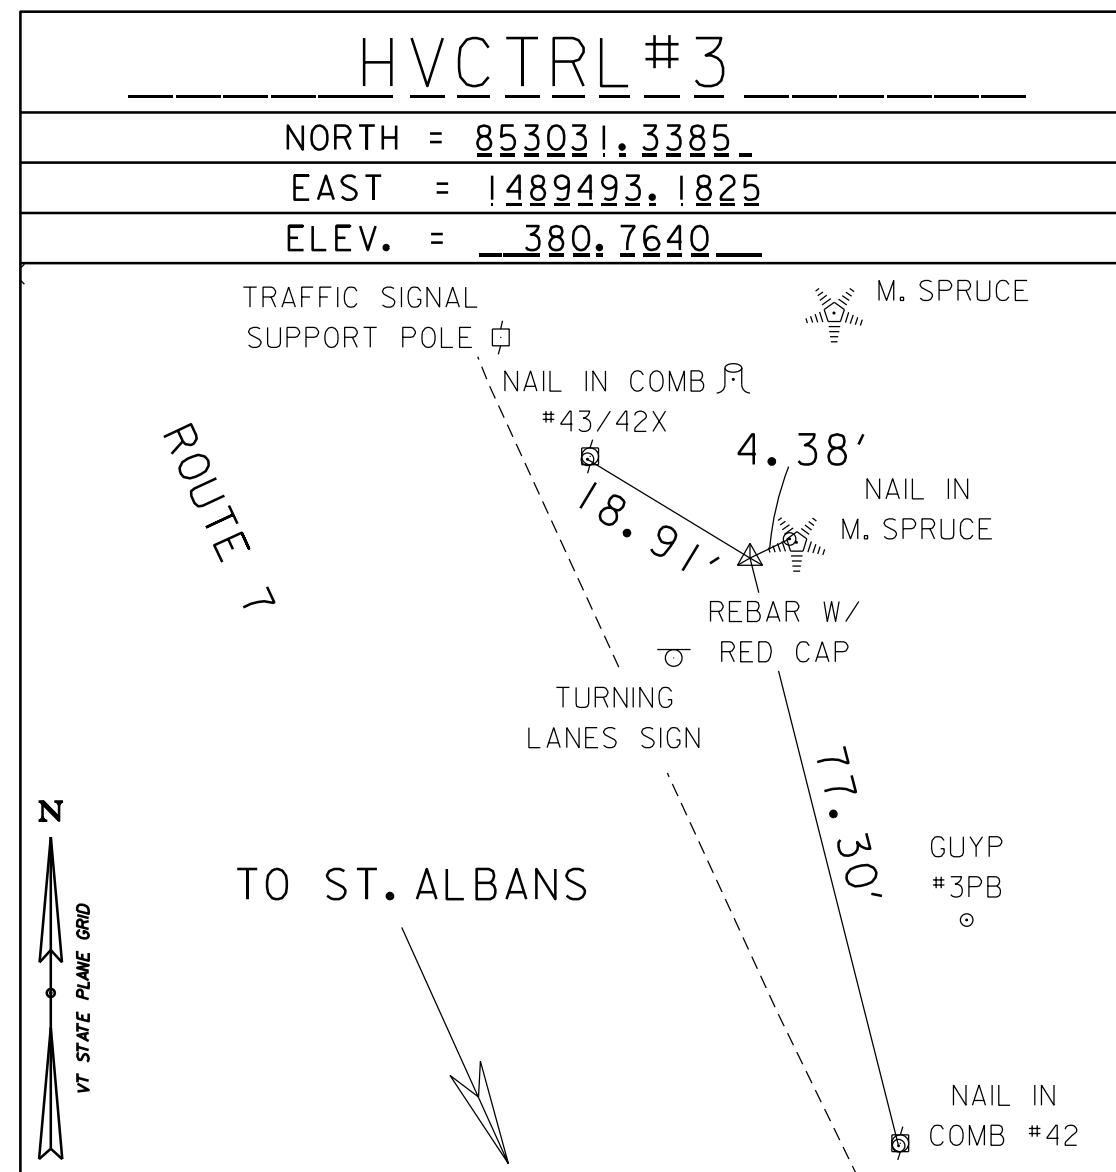 HVCTRL#3
NORTH = 853031.3385
EAST = 1489493.1825
ELEV. = 380.7640
M. SPRUCE
TRAFFIC SIGNAL
SUPPORT POLE
NAIL IN COMB
#43/42X
4.38'
ROUTE 7
18.91'
NAIL IN
M. SPRUCE
REBAR W/
RED CAP
TURNING
LANES SIGN
77.30'
N
VT STATE PLANE GRID
TO ST. ALBANS
GUYP
#3PB
NAIL IN
COMB #42